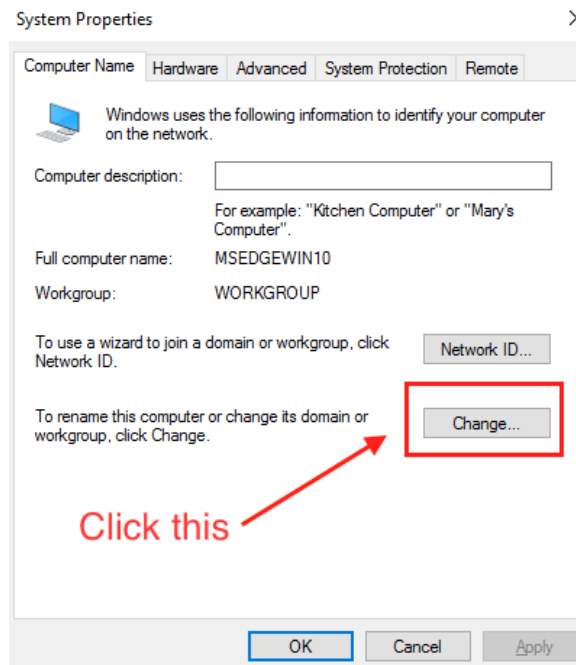 System Properties
Computer Name Hardware Advanced System Protection Remote
Windows uses the following information to identify your computer
on the network.
Computer description:
For example: "Kitchen Computer" or "Mary's
Computer".
Full computer name: MSEDGEWIN10
Workgroup: WORKGROUP
To use a wizard to join a domain or workgroup, click
Network ID.
Network ID...
To rename this computer or change its domain or
workgroup, click Change.
Change...
Click this
OK Cancel Apply